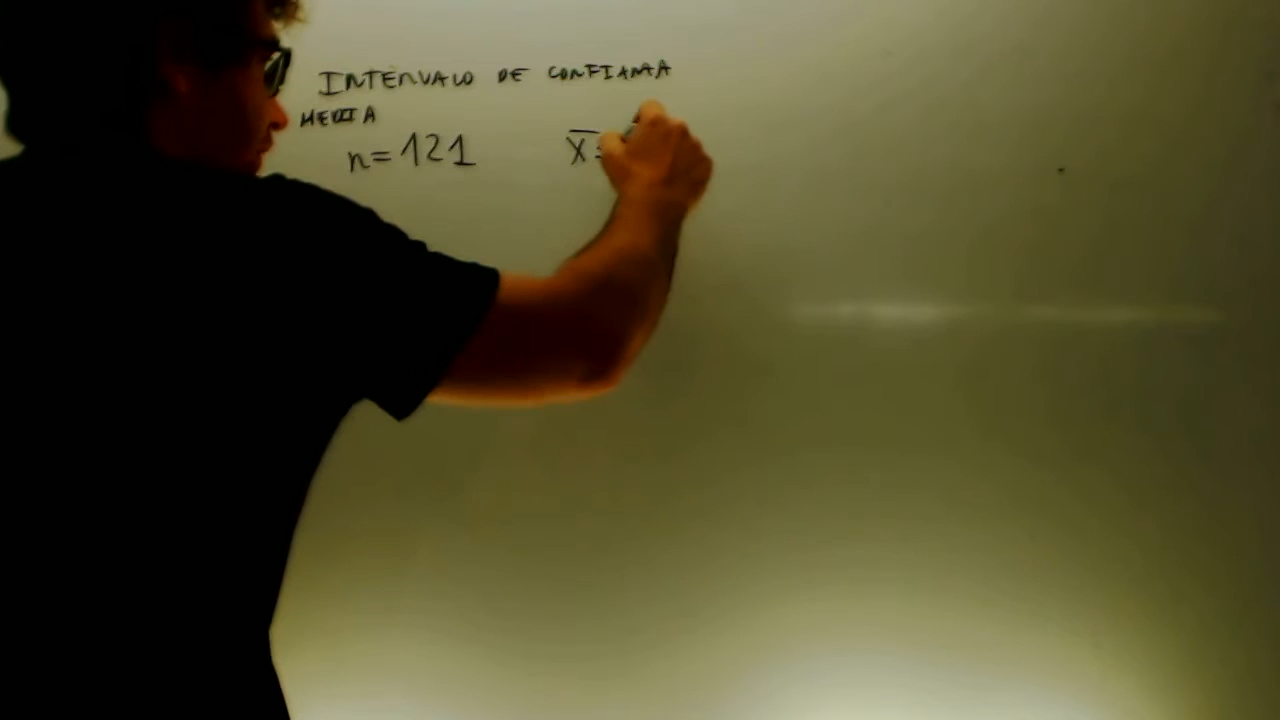 INTERVALO DE CONFIANZA
MEDIA
n=121 x̄=